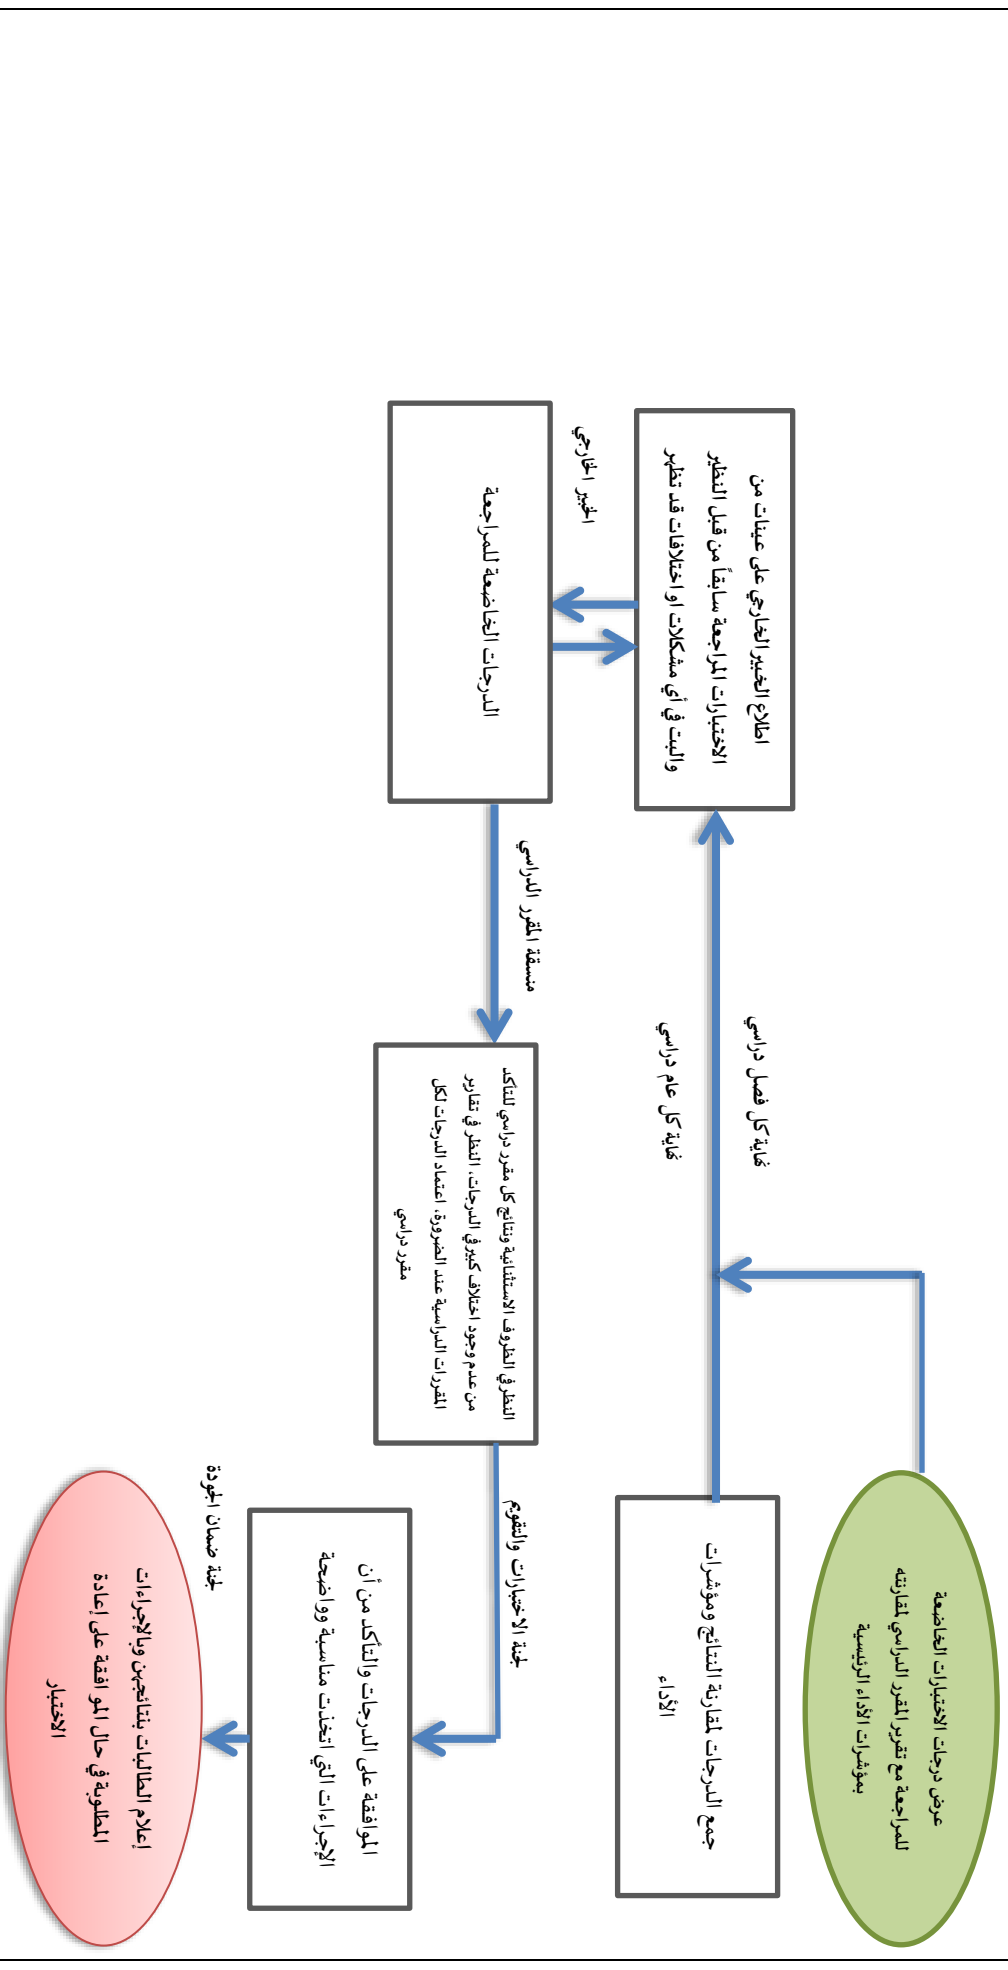 عرض درجات الاختبارات الخاضعة
للمراجعة مع تقرير المقرر الدراسي لمقارنته
بمؤشرات الأداء الرئيسية
جمع الدرجات لمقارنة النتائج ومؤشرات
الأداء
نهاية كل فصل دراسي
نهاية كل عام دراسي
اطلاع الخبير الخارجي على عينات من
الاختبارات المراجعة سابقاً من قبل النظير
والبت في أي مشكلات او اختلافات قد تظهر
الخبير الخارجي
الدرجات الخاضعة للمراجعة
منسقة المقرر الدراسي
النظر في الظروف الاستثنائية ونتائج كل مقرر دراسي للتأكد
من عدم وجود اختلاف كبير في الدرجات، النظر في تقارير
المقررات الدراسية عند الضرورة، اعتماد الدرجات لكل
مقرر دراسي
لجنة الاختبارات والتقويم
الموافقة على الدرجات والتأكد من أن
الإجراءات التي اتخذت مناسبة وواضحة
لجنة ضمان الجودة
إعلام الطالبات بنتائجهن وبالإجراءات
المطلوبة في حال الموافقة على إعادة
الاختبار